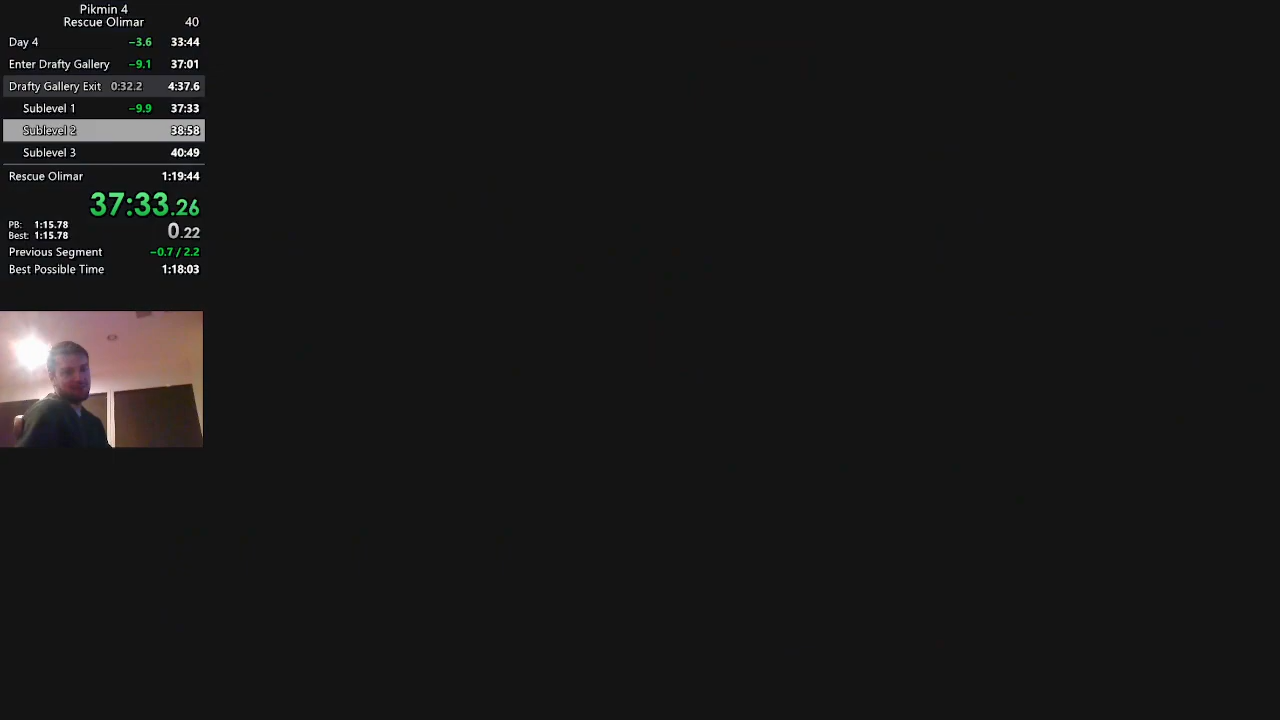 Pikmin 4
Rescue Olimar 40
Day 4 −3.6 33:44
Enter Drafty Gallery −9.1 37:01
Drafty Gallery Exit 0:32.2 4:37.6
Sublevel 1 −9.9 37:33
Sublevel 2 38:58
Sublevel 3 40:49
Rescue Olimar 1:19:44
37:33.26
PB: 1:15.78
Best: 1:15.78
0.22
Previous Segment −0.7 / 2.2
Best Possible Time 1:18:03